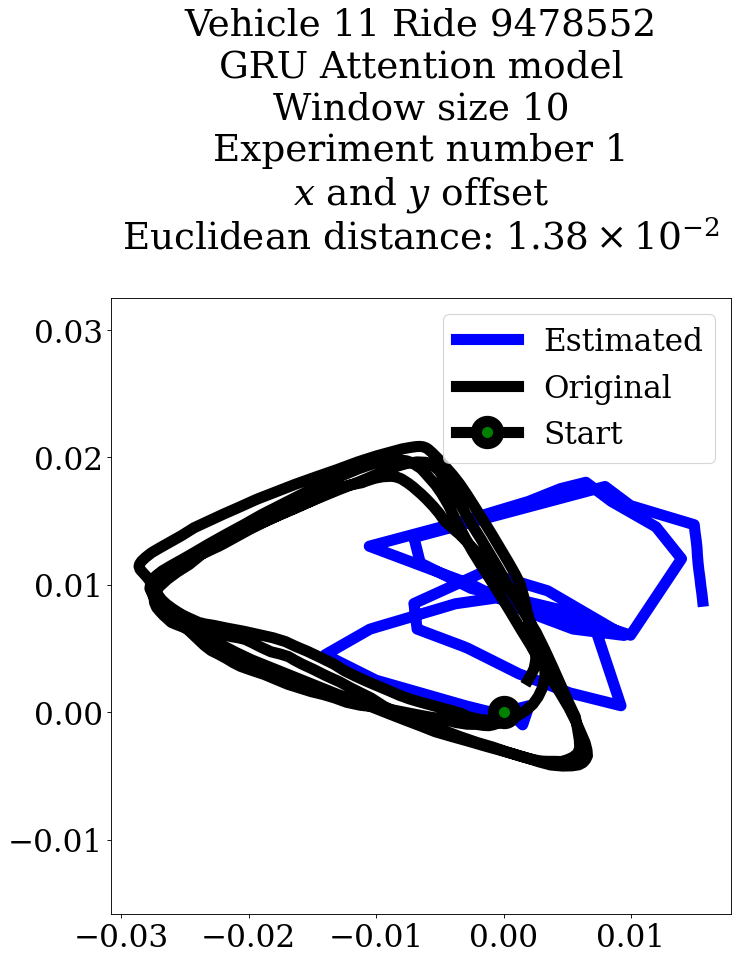 Vehicle 11 Ride 9478552
GRU Attention model
Window size 10
Experiment number 1
x and y offset
Euclidean distance: 1.38 × 10⁻²
Estimated
Original
Start
0.03
0.02
0.01
0.00
−0.01
−0.03 −0.02 −0.01 0.00 0.01